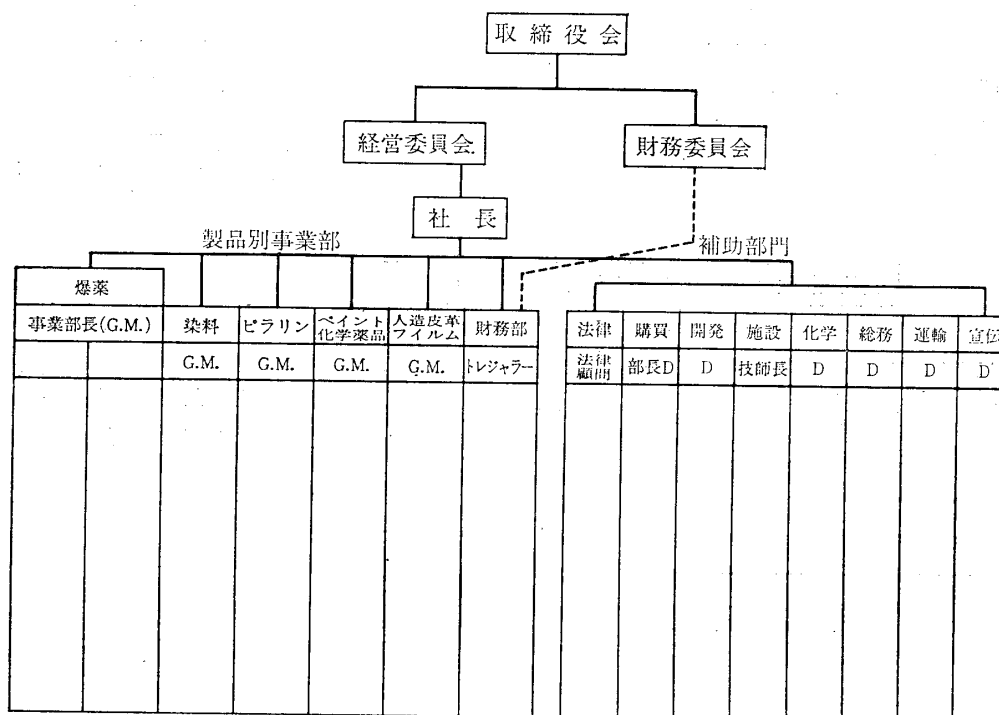 取締役会
経営委員会
財務委員会
社長
製品別事業部
補助部門
爆薬
事業部長(G.M.)
染料
ピラリン
ペイント
化学薬品
人造皮革
フイルム
財務部
G.M.
G.M.
G.M.
G.M.
トレジャラー
法律
購買
開発
施設
化学
総務
運輸
宣伝
法律
顧問
部長D
D
技師長
D
D
D
D